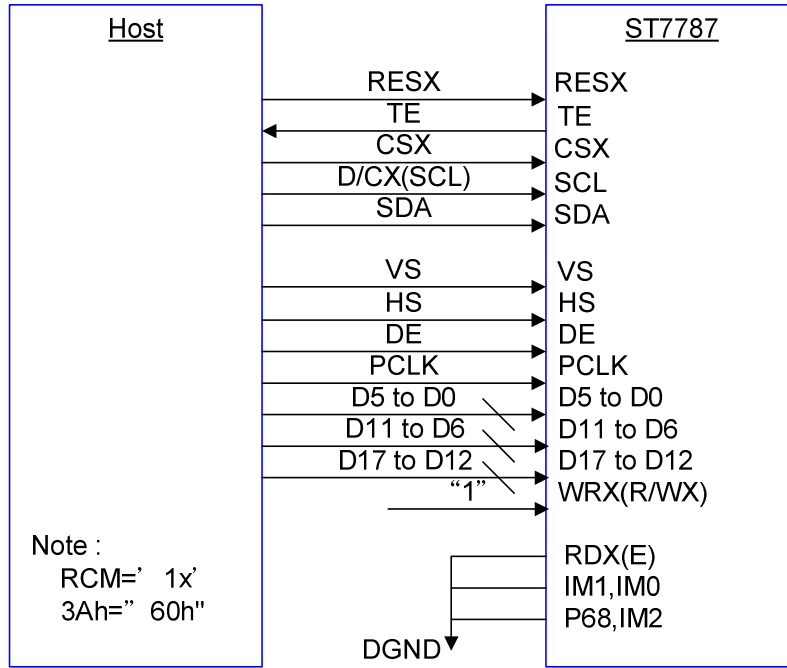 Host
ST7787
RESX
RESX
TE
TE
CSX
CSX
D/CX(SCL)
SCL
SDA
SDA
VS
VS
HS
HS
DE
DE
PCLK
PCLK
D5 to D0
D5 to D0
D11 to D6
D11 to D6
D17 to D12
D17 to D12
“1”
WRX(R/WX)
Note :
RCM=’ 1x’
3Ah=” 60h"
RDX(E)
IM1,IM0
P68,IM2
DGND